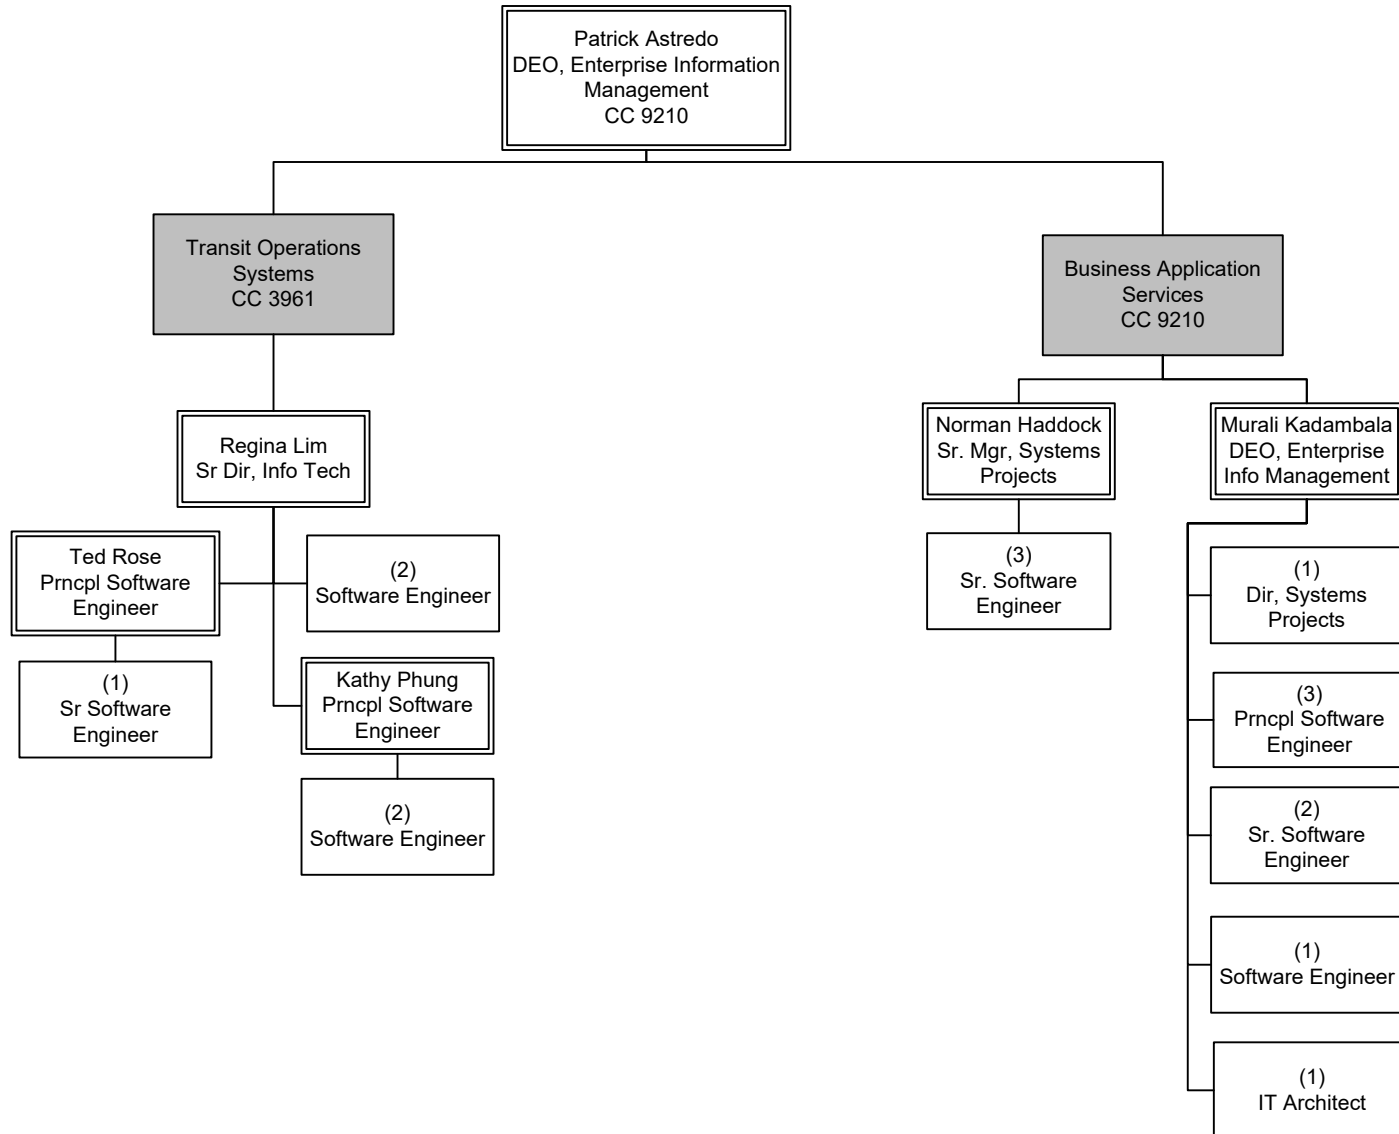 Patrick Astredo
DEO, Enterprise Information
Management
CC 9210
Transit Operations
Systems
CC 3961
Business Application
Services
CC 9210
Regina Lim
Sr Dir, Info Tech
Norman Haddock
Sr. Mgr, Systems
Projects
Murali Kadambala
DEO, Enterprise
Info Management
Ted Rose
Prncpl Software
Engineer
(2)
Software Engineer
(3)
Sr. Software
Engineer
(1)
Dir, Systems
Projects
(1)
Sr Software
Engineer
Kathy Phung
Prncpl Software
Engineer
(3)
Prncpl Software
Engineer
(2)
Software Engineer
(2)
Sr. Software
Engineer
(1)
Software Engineer
(1)
IT Architect